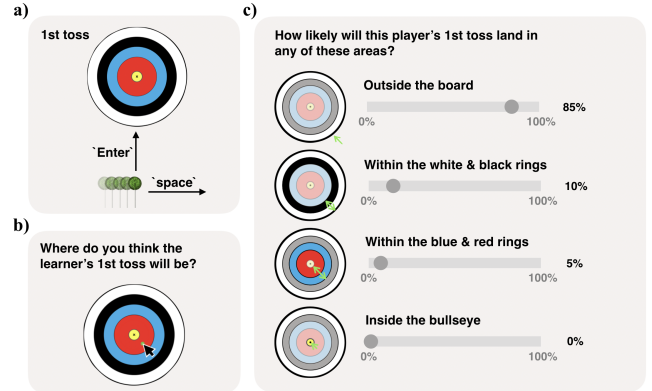 a)
1st toss
`Enter`
`space`
b)
Where do you think the
learner's 1st toss will be?
c)
How likely will this player's 1st toss land in
any of these areas?
Outside the board
85%
0% 100%
Within the white & black rings
10%
0% 100%
Within the blue & red rings
5%
0% 100%
Inside the bullseye
0%
0% 100%